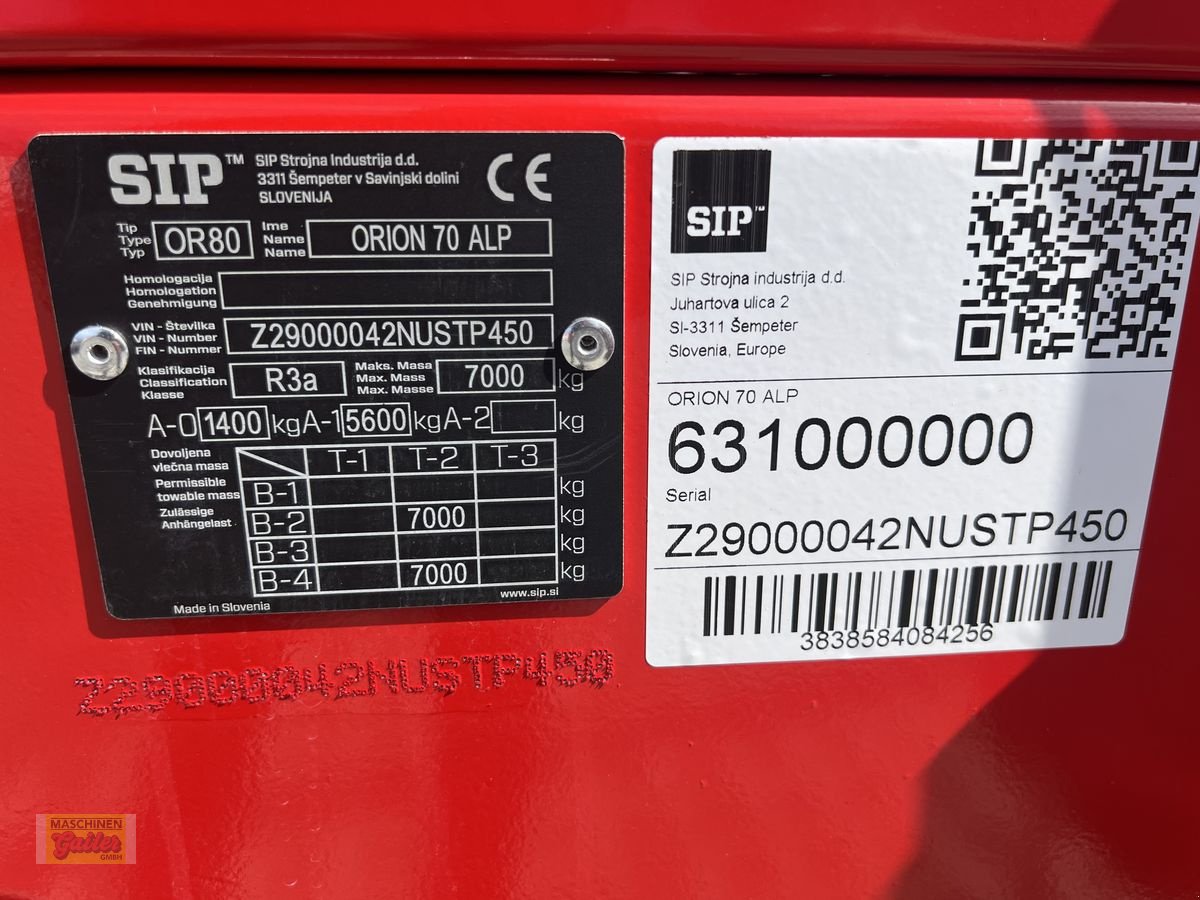 SIP™
SIP Strojna Industrija d.d.
3311 Šempeter v Savinjski dolini
SLOVENIJA
CE
Tip
Type
Typ
OR80
Ime
Name
Name
ORION 70 ALP
Homologacija
Homologation
Genehmigung
VIN - Številka
VIN - Number
FIN - Nummer
Z29000042NUSTP450
Klasifikacija
Classification
Klasse
R3a
Maks. Masa
Max. Mass
Max. Masse
7000 kg
A-0 1400 kg A-1 5600 kg A-2 kg
Dovoljena
vlečna masa
Permissible
towable mass
Zulässige
Anhängelast
T-1 T-2 T-3
B-1 kg
B-2 7000 kg
B-3 kg
B-4 7000 kg
Made in Slovenia
www.sip.si
SIP™
SIP Strojna industrija d.d.
Juhartova ulica 2
SI-3311 Šempeter
Slovenia, Europe
ORION 70 ALP
631000000
Serial
Z29000042NUSTP450
3838584084256
Z29000042NUSTP450
MASCHINEN
Gailer
GMBH